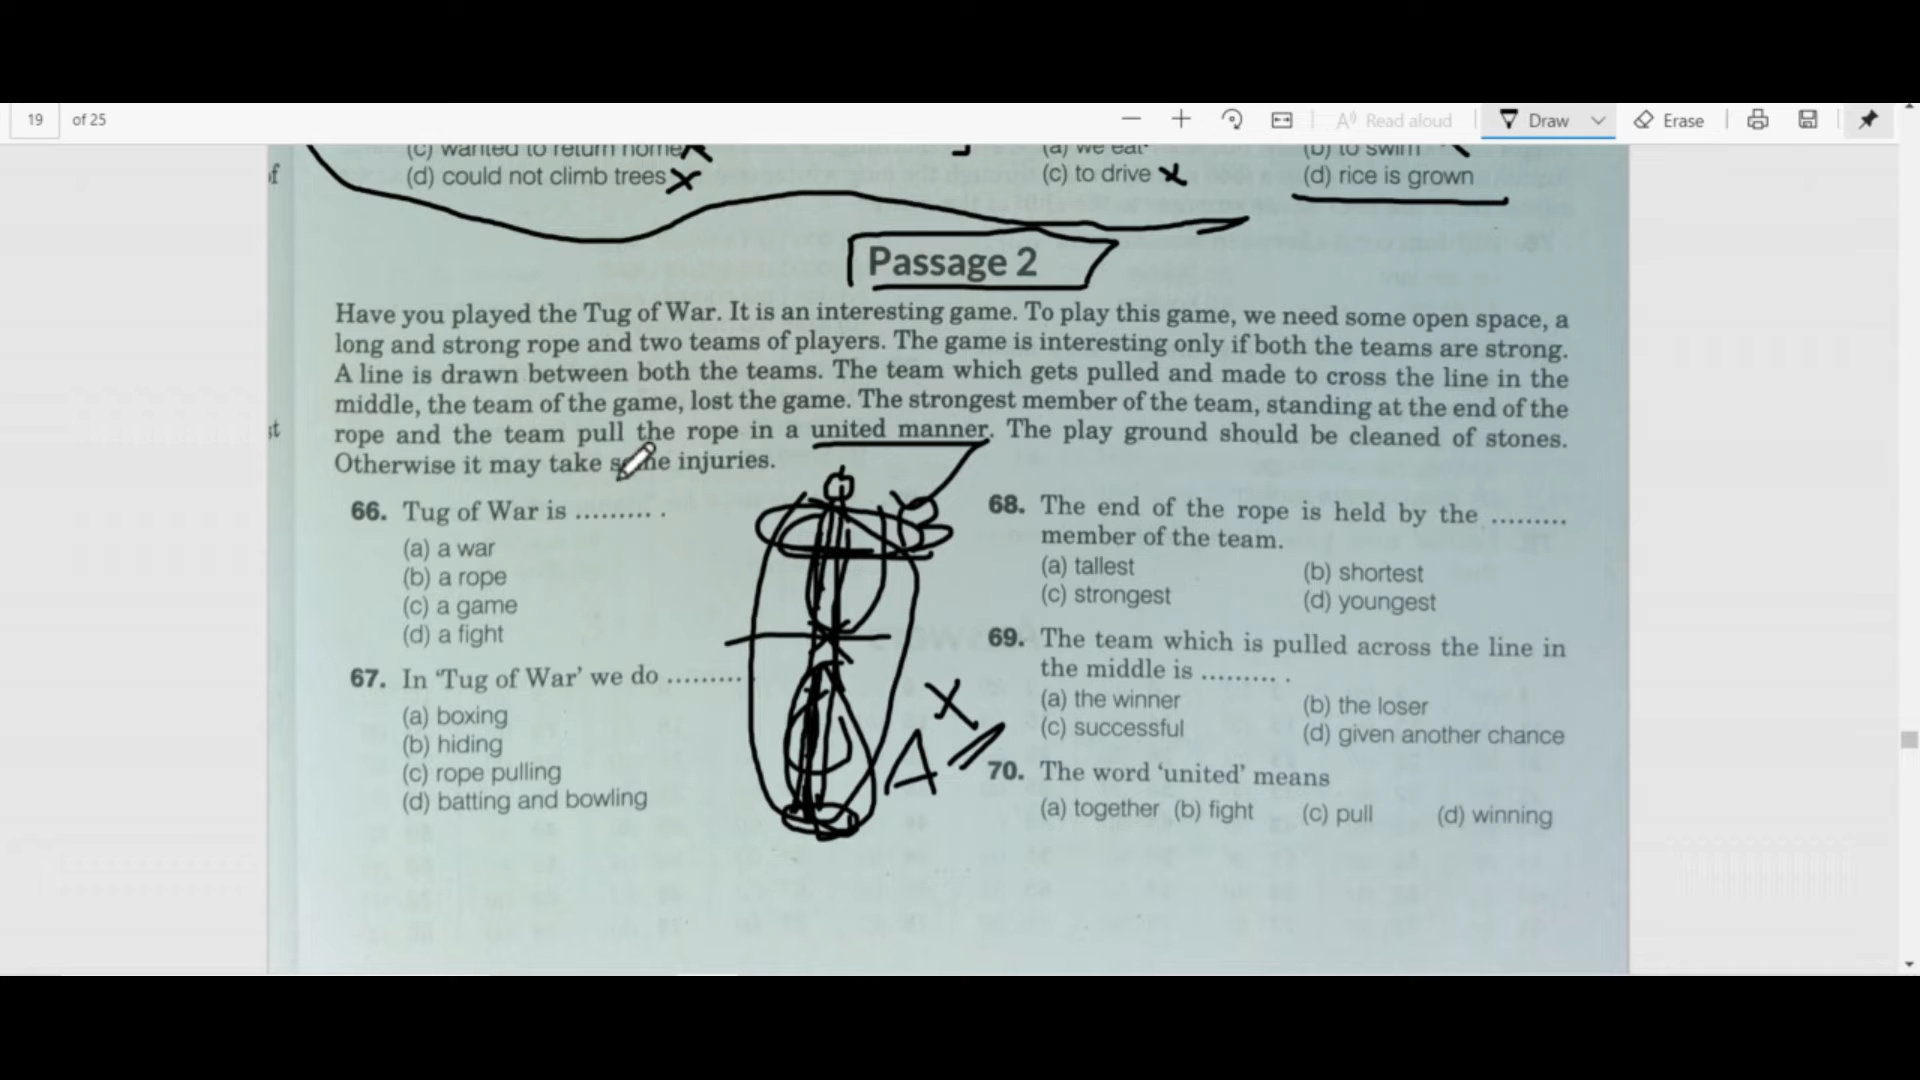 19 of 25 Read aloud Draw Erase
(c) wanted to return home (a) we eat (b) to swim
of (d) could not climb trees x (c) to drive x (d) rice is grown
Passage 2
Have you played the Tug of War. It is an interesting game. To play this game, we need some open space, a
long and strong rope and two teams of players. The game is interesting only if both the teams are strong.
A line is drawn between both the teams. The team which gets pulled and made to cross the line in the
middle, the team of the game, lost the game. The strongest member of the team, standing at the end of the
rope and the team pull the rope in a united manner. The play ground should be cleaned of stones.
Otherwise it may take some injuries.
66. Tug of War is ......... .
(a) a war
(b) a rope
(c) a game
(d) a fight
67. In ‘Tug of War’ we do .........
(a) boxing
(b) hiding
(c) rope pulling
(d) batting and bowling
68. The end of the rope is held by the .........
member of the team.
(a) tallest (b) shortest
(c) strongest (d) youngest
69. The team which is pulled across the line in
the middle is ......... .
(a) the winner (b) the loser
(c) successful (d) given another chance
70. The word ‘united’ means
(a) together (b) fight (c) pull (d) winning
B
x
A